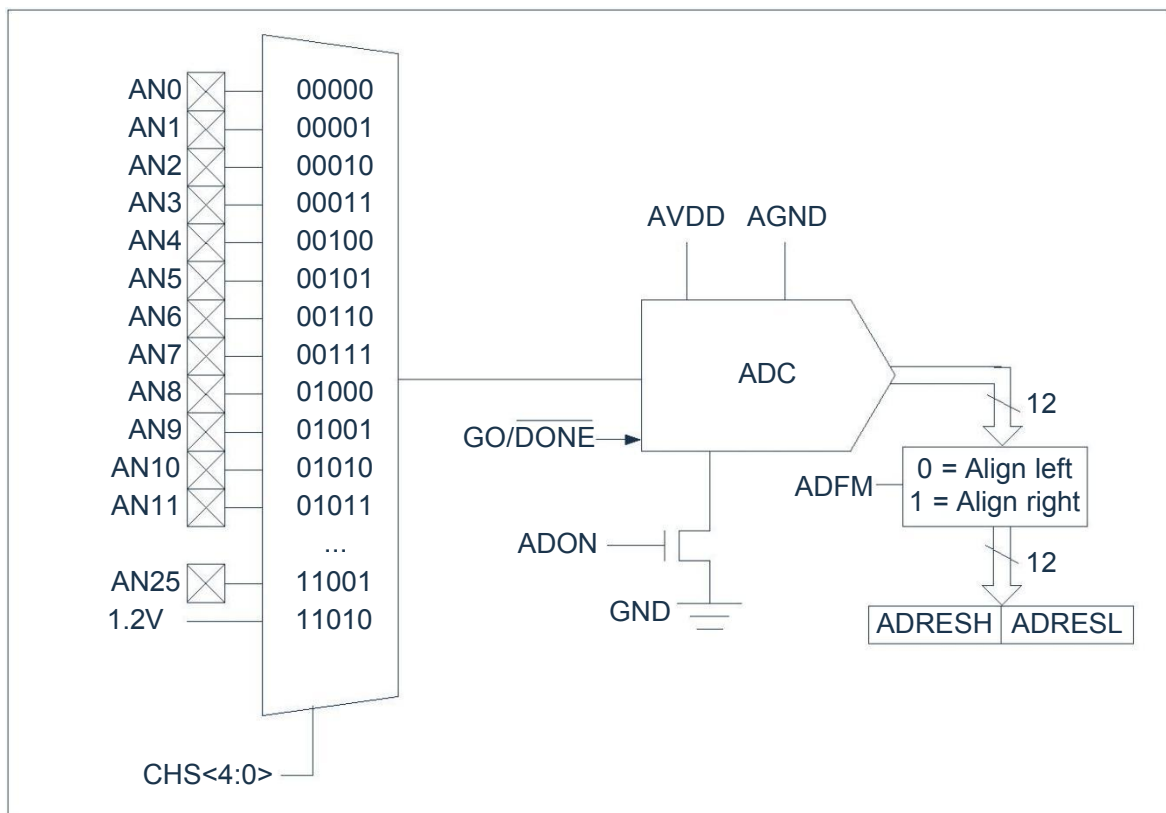 AN0 00000
AN1 00001
AN2 00010
AN3 00011
AN4 00100
AN5 00101
AN6 00110
AN7 00111
AN8 01000
AN9 01001
AN10 01010
AN11 01011
...
AN25 11001
1.2V 11010
CHS<4:0>
AVDD AGND
ADC
GO/DONE
12
ADFM
0 = Align left
1 = Align right
ADON
12
GND
ADRESH ADRESL